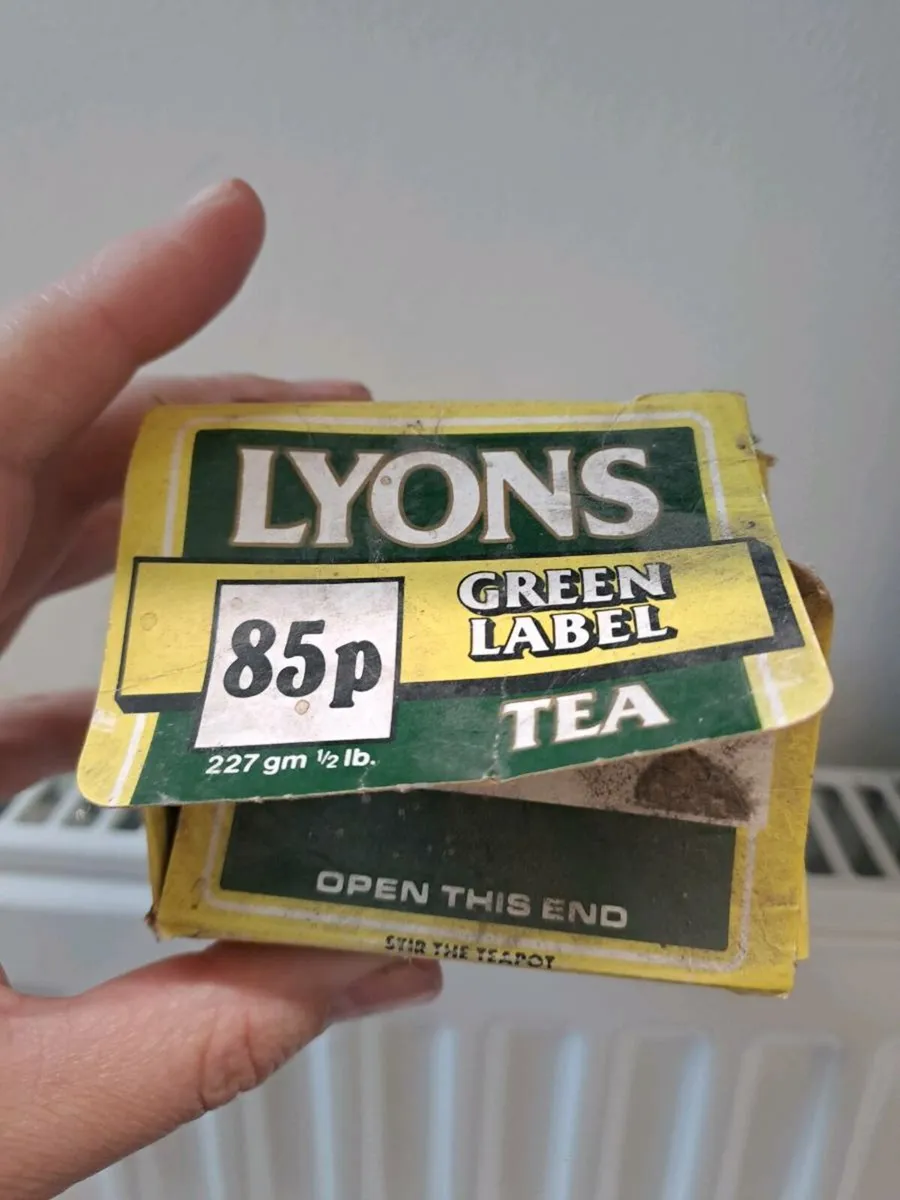 LYONS
GREEN
LABEL
85p
TEA
227 gm ½ lb.
OPEN THIS END
STIR THE TEAPOT